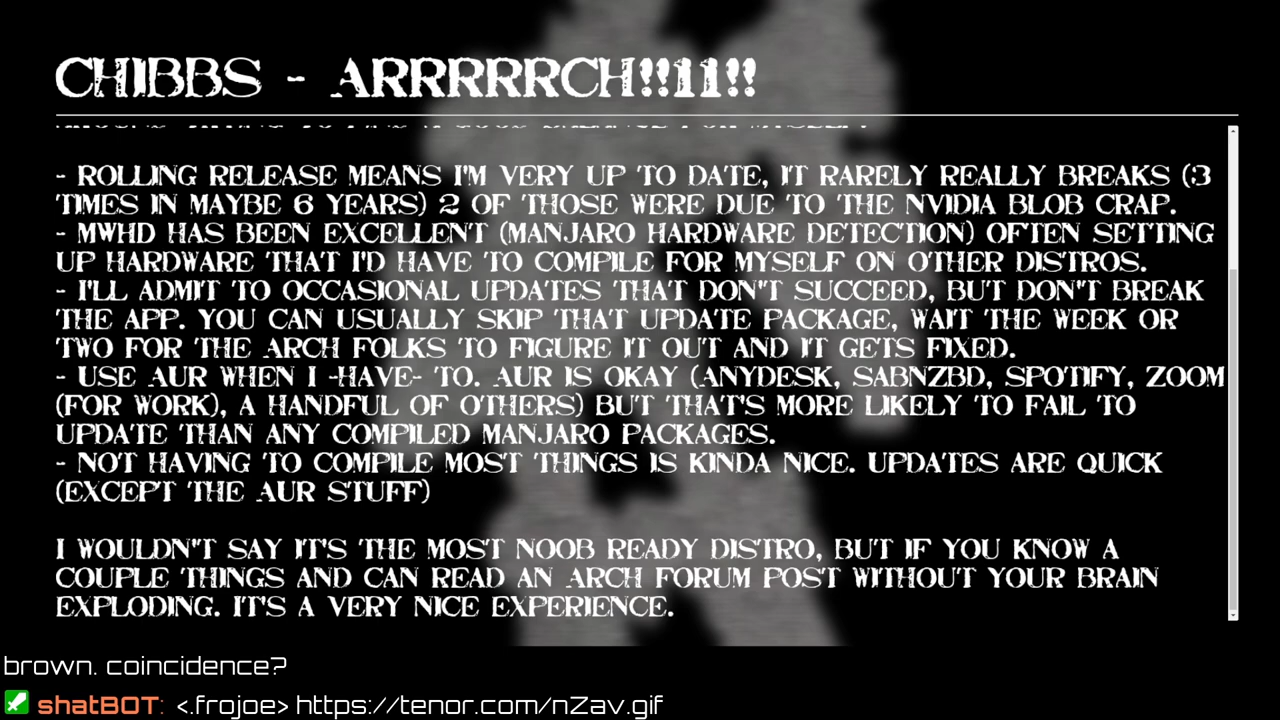 CHIBBS - ARRRRRCH!!11!!
- ROLLING RELEASE MEANS I'M VERY UP TO DATE, IT RARELY REALLY BREAKS (3
TIMES IN MAYBE 6 YEARS) 2 OF THOSE WERE DUE TO THE NVIDIA BLOB CRAP.
- MWHD HAS BEEN EXCELLENT (MANJARO HARDWARE DETECTION) OFTEN SETTING
UP HARDWARE THAT I'D HAVE TO COMPILE FOR MYSELF ON OTHER DISTROS.
- I'LL ADMIT TO OCCASIONAL UPDATES THAT DON"T SUCCEED, BUT DON"T BREAK
THE APP. YOU CAN USUALLY SKIP THAT UPDATE PACKAGE, WAIT THE WEEK OR
TWO FOR THE ARCH FOLKS TO FIGURE IT OUT AND IT GETS FIXED.
- USE AUR WHEN I -HAVE- TO. AUR IS OKAY (ANYDESK, SABNZBD, SPOTIFY, ZOOM
(FOR WORK), A HANDFUL OF OTHERS) BUT THAT'S MORE LIKELY TO FAIL TO
UPDATE THAN ANY COMPILED MANJARO PACKAGES.
- NOT HAVING TO COMPILE MOST THINGS IS KINDA NICE. UPDATES ARE QUICK
(EXCEPT THE AUR STUFF)
I WOULDN"T SAY IT'S THE MOST NOOB READY DISTRO, BUT IF YOU KNOW A
COUPLE THINGS AND CAN READ AN ARCH FORUM POST WITHOUT YOUR BRAIN
EXPLODING. IT'S A VERY NICE EXPERIENCE.
brown. coincidence?
shatBOT: <.frojoe> https://tenor.com/nZav.gif